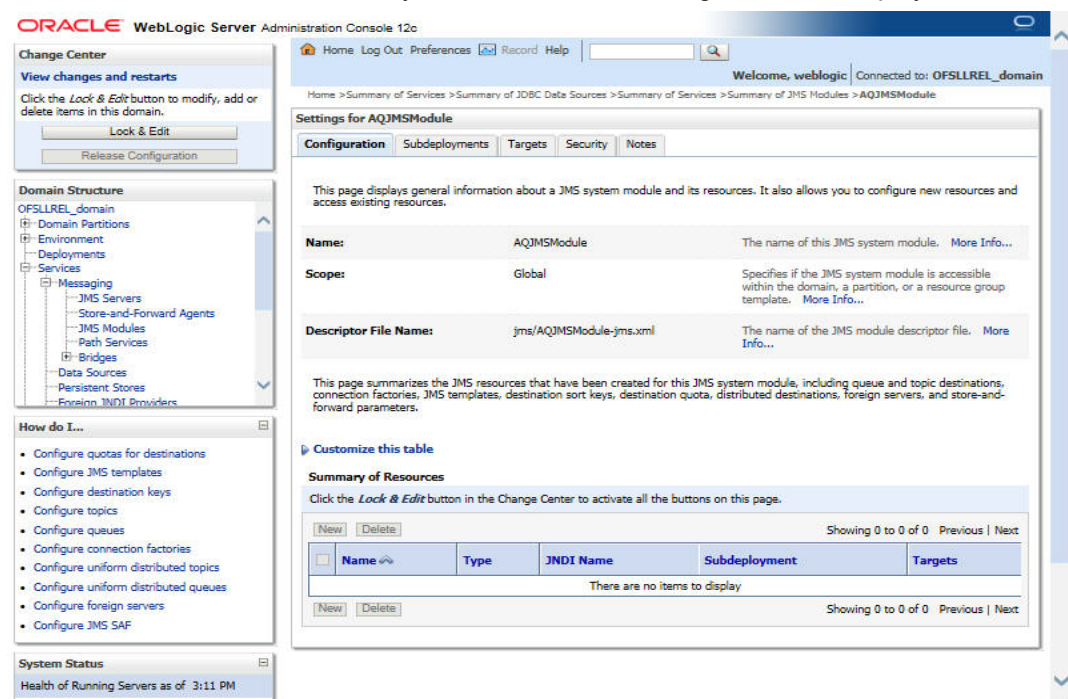 ORACLE WebLogic Server Administration Console 12c
Change Center
View changes and restarts
Click the Lock & Edit button to modify, add or
delete items in this domain.
Lock & Edit
Release Configuration
Domain Structure
OFSLLREL_domain
Domain Partitions
Environment
Deployments
Services
Messaging
JMS Servers
Store-and-Forward Agents
JMS Modules
Path Services
Bridges
Data Sources
Persistent Stores
Foreign JNDI Providers
How do I...
Configure quotas for destinations
Configure JMS templates
Configure destination keys
Configure topics
Configure queues
Configure connection factories
Configure uniform distributed topics
Configure uniform distributed queues
Configure foreign servers
Configure JMS SAF
System Status
Health of Running Servers as of 3:11 PM
Home Log Out Preferences Record Help
Welcome, weblogic Connected to: OFSLLREL_domain
Home >Summary of Services >Summary of JDBC Data Sources >Summary of Services >Summary of JMS Modules >AQJMSModule
Settings for AQJMSModule
Configuration Subdeployments Targets Security Notes
This page displays general information about a JMS system module and its resources. It also allows you to configure new resources and
access existing resources.
Name: AQJMSModule The name of this JMS system module. More Info...
Scope: Global Specifies if the JMS system module is accessible
within the domain, a partition, or a resource group
template. More Info...
Descriptor File Name: jms/AQJMSModule-jms.xml The name of the JMS module descriptor file. More
Info...
This page summarizes the JMS resources that have been created for this JMS system module, including queue and topic destinations,
connection factories, JMS templates, destination sort keys, destination quota, distributed destinations, foreign servers, and store-and-
forward parameters.
Customize this table
Summary of Resources
Click the Lock & Edit button in the Change Center to activate all the buttons on this page.
New Delete Showing 0 to 0 of 0 Previous | Next
Name Type JNDI Name Subdeployment Targets
There are no items to display
New Delete Showing 0 to 0 of 0 Previous | Next